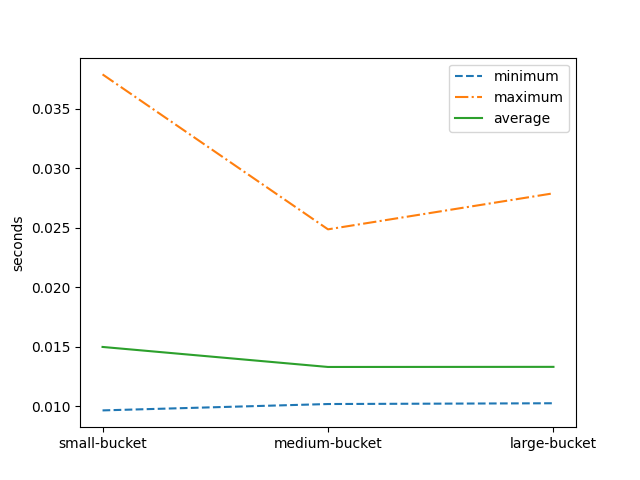 minimum
maximum
average
0.035
0.030
0.025
0.020
0.015
0.010
seconds
small-bucket
medium-bucket
large-bucket